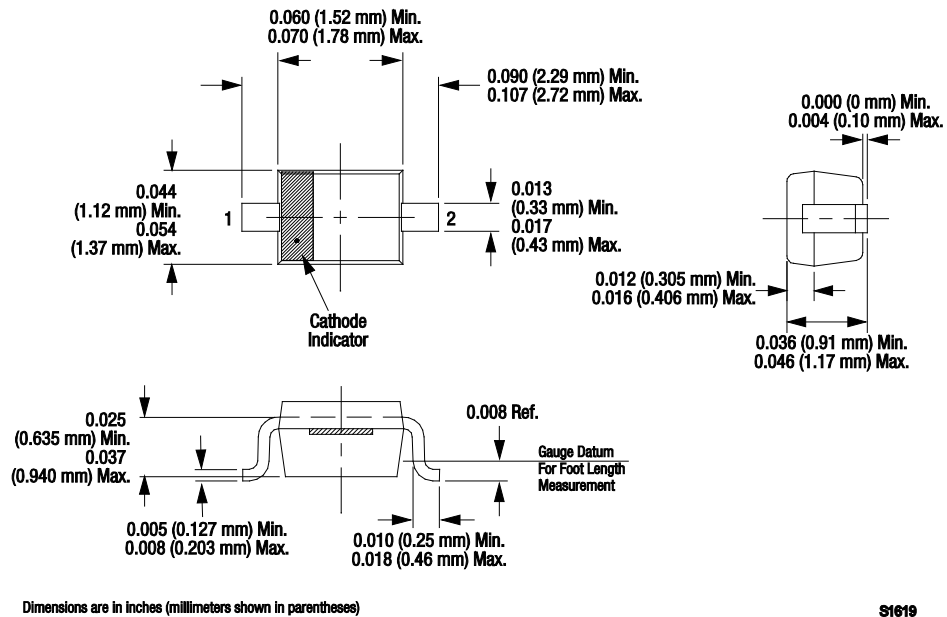 0.060 (1.52 mm) Min.
0.070 (1.78 mm) Max.
0.090 (2.29 mm) Min.
0.107 (2.72 mm) Max.
0.000 (0 mm) Min.
0.004 (0.10 mm) Max.
0.044
(1.12 mm) Min.
0.054
(1.37 mm) Max.
1
2
0.013
(0.33 mm) Min.
0.017
(0.43 mm) Max.
0.012 (0.305 mm) Min.
0.016 (0.406 mm) Max.
Cathode
Indicator
0.036 (0.91 mm) Min.
0.046 (1.17 mm) Max.
0.025
(0.635 mm) Min.
0.037
(0.940 mm) Max.
0.008 Ref.
Gauge Datum
For Foot Length
Measurement
0.005 (0.127 mm) Min.
0.008 (0.203 mm) Max.
0.010 (0.25 mm) Min.
0.018 (0.46 mm) Max.
Dimensions are in inches (millimeters shown in parentheses)
S1619